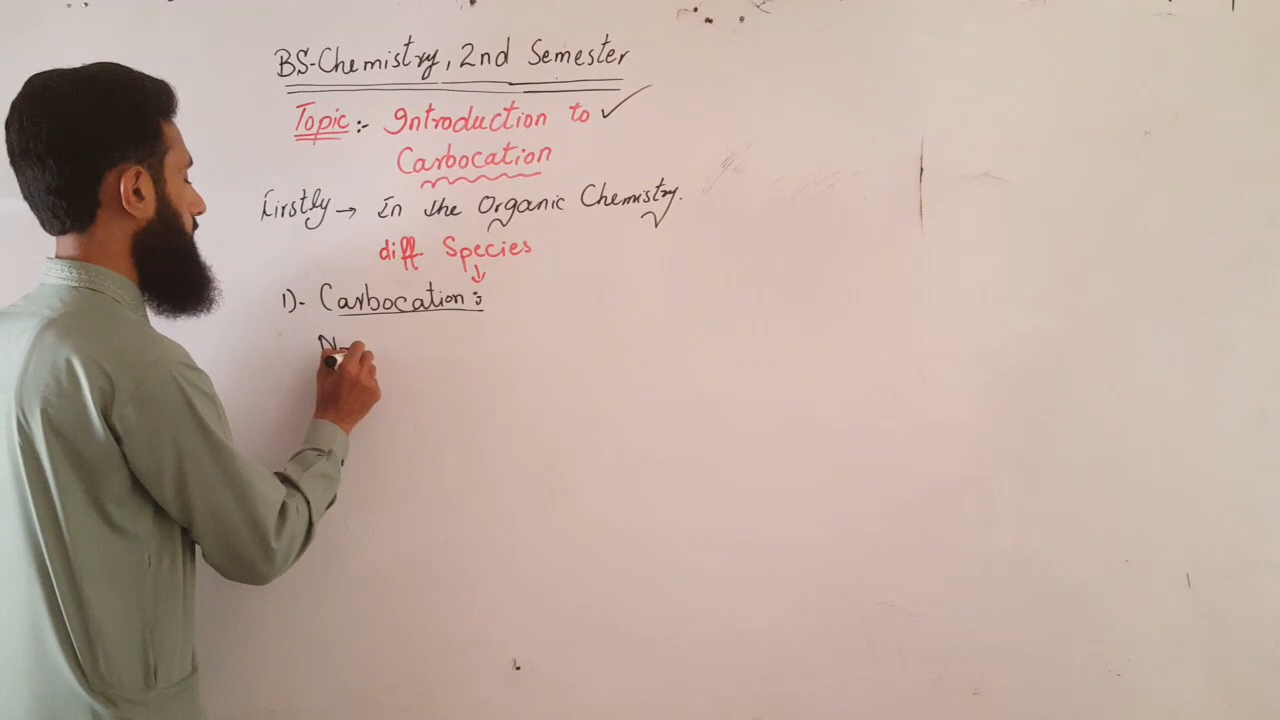 BS-Chemistry, 2nd Semester
Topic:- Introduction to
Carbocation
Firstly → In the Organic Chemistry.
diff Species
1)- Carbocation: